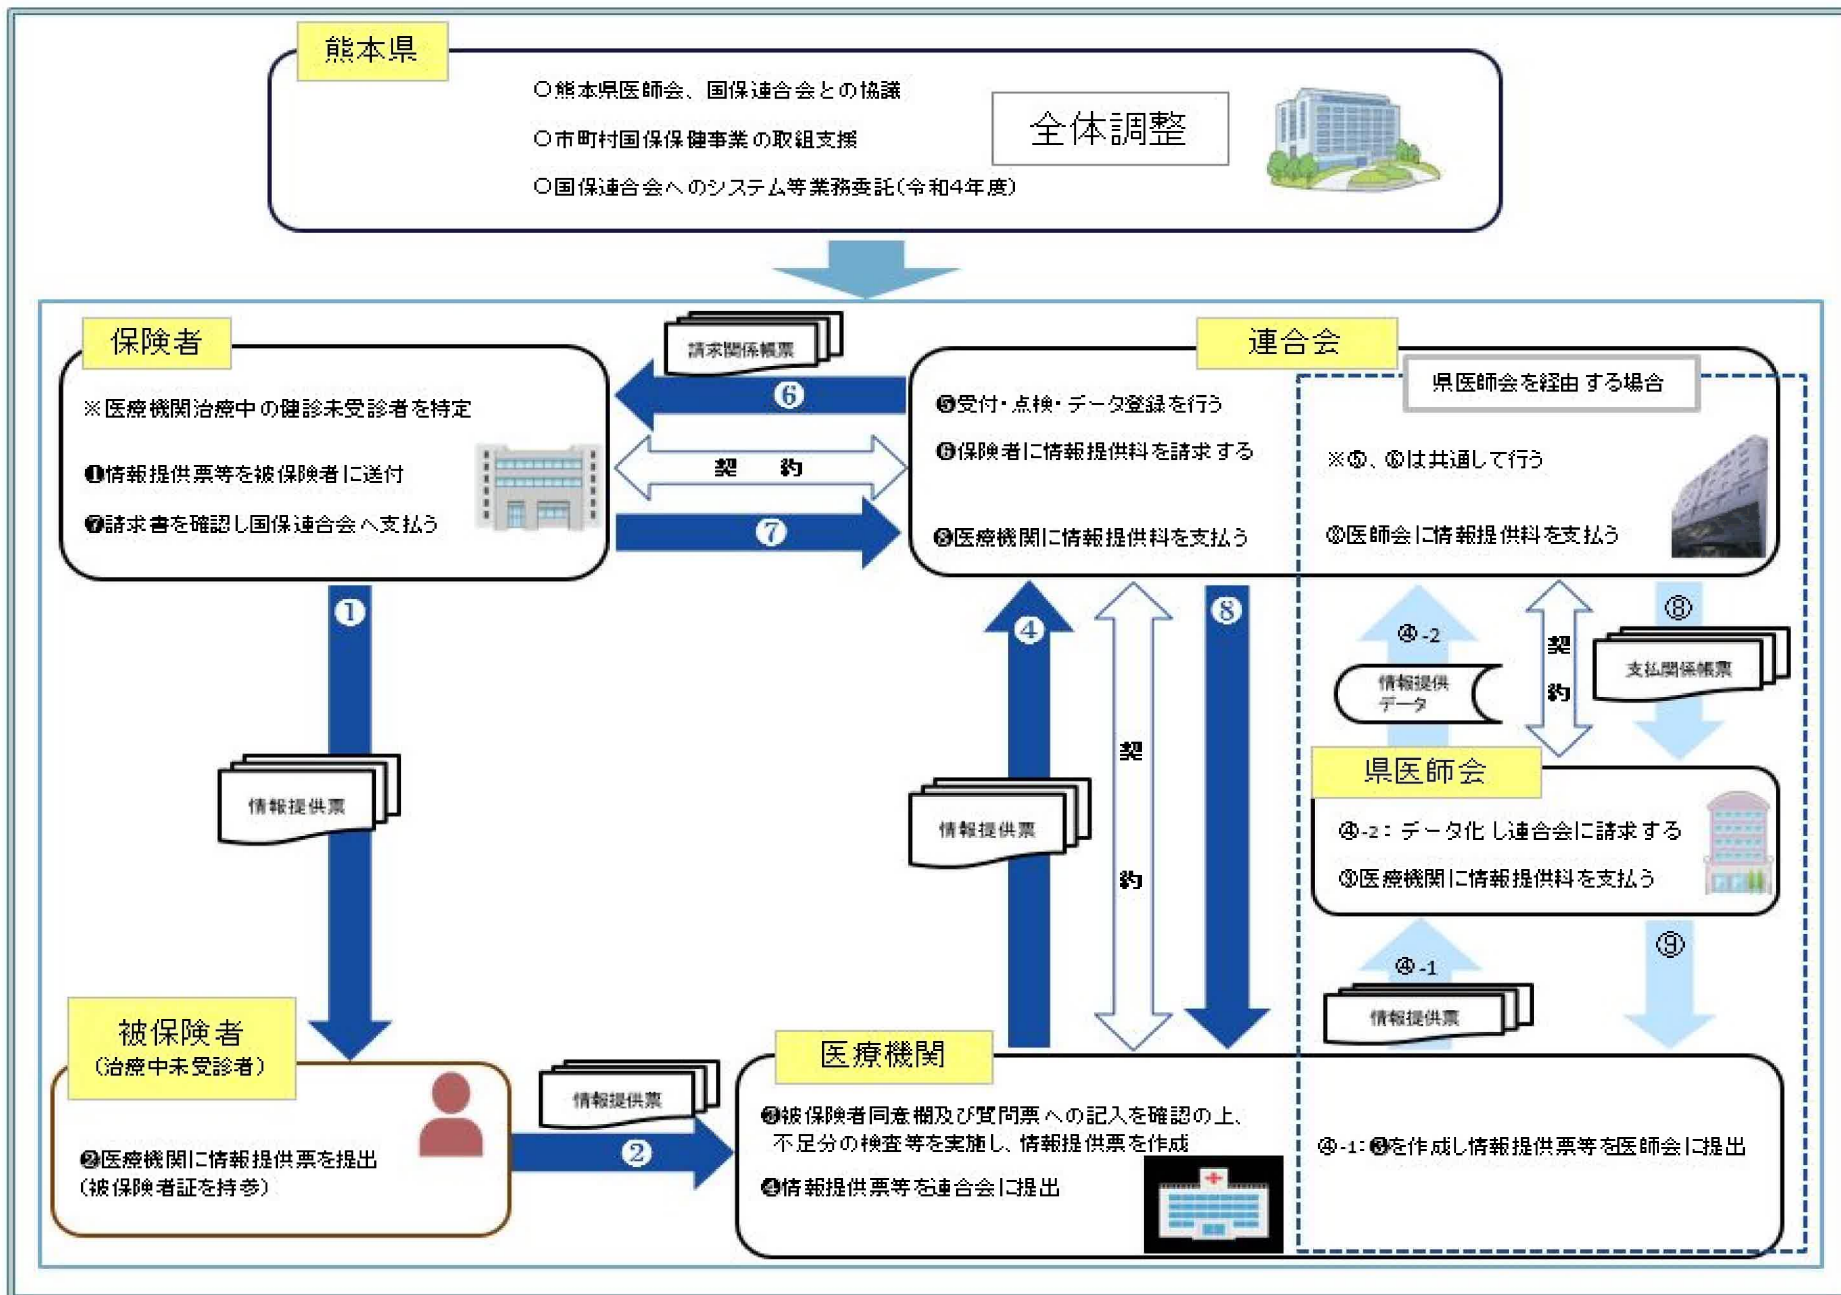 熊本県
〇熊本県医師会、国保連合会との協議
〇市町村国保保健事業の取組支援
〇国保連合会へのシステム等業務委託(令和4年度)
全体調整
保険者
※医療機関治療中の健診未受診者を特定
❶情報提供票等を被保険者に送付
❼請求書を確認し国保連合会へ支払う
請求関係帳票
❻
契 約
❼
連合会
❺受付・点検・データ登録を行う
❻保険者に情報提供料を請求する
❽医療機関に情報提供料を支払う
県医師会を経由する場合
※⑤、⑥は共通して行う
⑧医師会に情報提供料を支払う
❶
情報提供票
❹
情報提供票
契
約
❽
④-2
情報提供
データ
契
約
⑧
支払関係帳票
県医師会
④-2：データ化し連合会に請求する
⑨医療機関に情報提供料を支払う
④-1
情報提供票
⑨
被保険者
(治療中未受診者)
❷医療機関に情報提供票を提出
(被保険者証を持参)
情報提供票
❷
医療機関
❸被保険者同意欄及び質問票への記入を確認の上、
不足分の検査等を実施し、情報提供票を作成
❹情報提供票等を連合会に提出
④-1：❸を作成し情報提供票等を医師会に提出